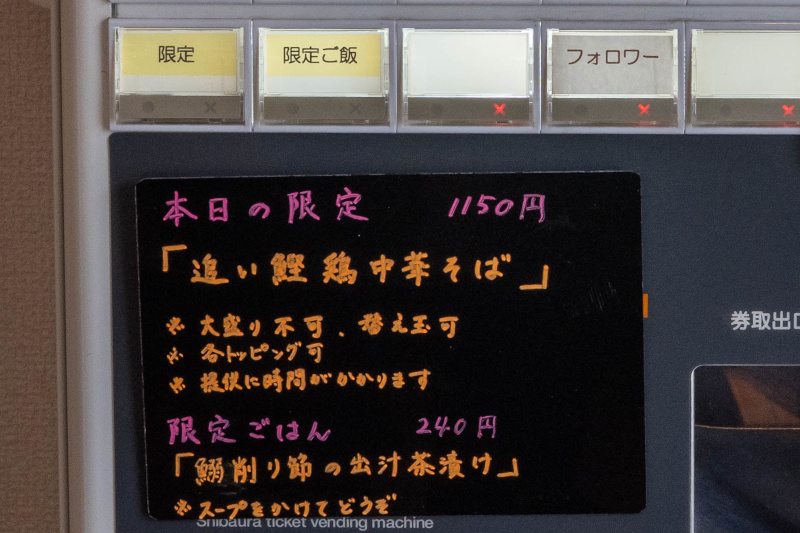 限定
限定ご飯
フォロワー
本日の限定 1150円
「追い鰹鶏中華そば」
※大盛り不可、替え玉可
※各トッピング可
※提供に時間がかかります
限定ごはん 240円
「鰯削り節の出汁茶漬け」
※スープをかけてどうぞ
Shibaura ticket vending machine
券取出口